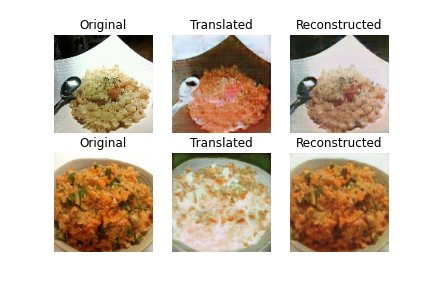 Original
Translated
Reconstructed
Original
Translated
Reconstructed